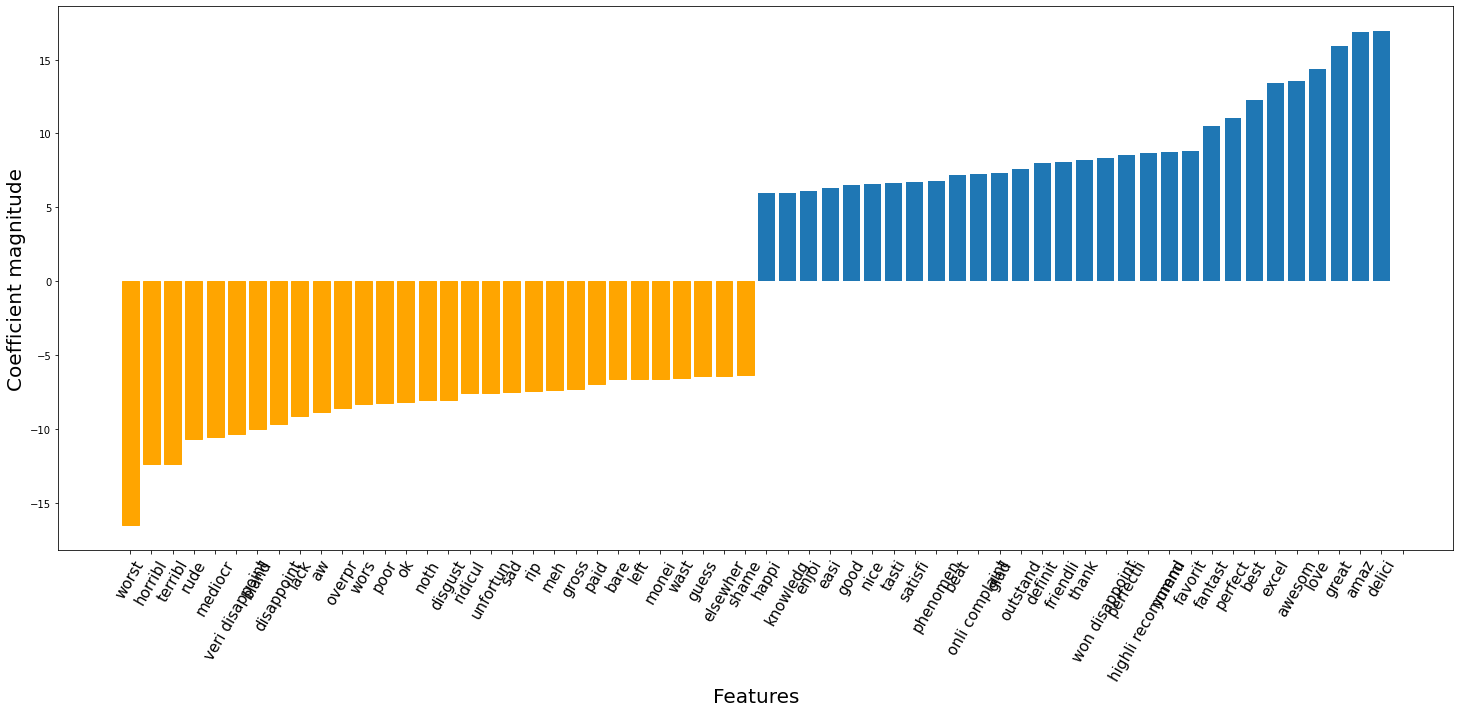 Coefficient magnitude
15
10
5
0
−5
−10
−15
worst
horribl
terribl
rude
mediocr
veri disappoint
bland
disappoint
lack
aw
overpr
wors
poor
ok
noth
disgust
ridicul
unfortun
sad
rip
meh
gross
paid
bare
left
monei
wast
guess
elsewher
shame
happi
knowledg
enjoi
easi
good
nice
tasti
satisfi
phenomen
beat
onli complaint
glad
outstand
definit
friendli
thank
won disappoint
perfectli
highli recommend
yummi
favorit
fantast
perfect
best
excel
awesom
love
great
amaz
delici
Features